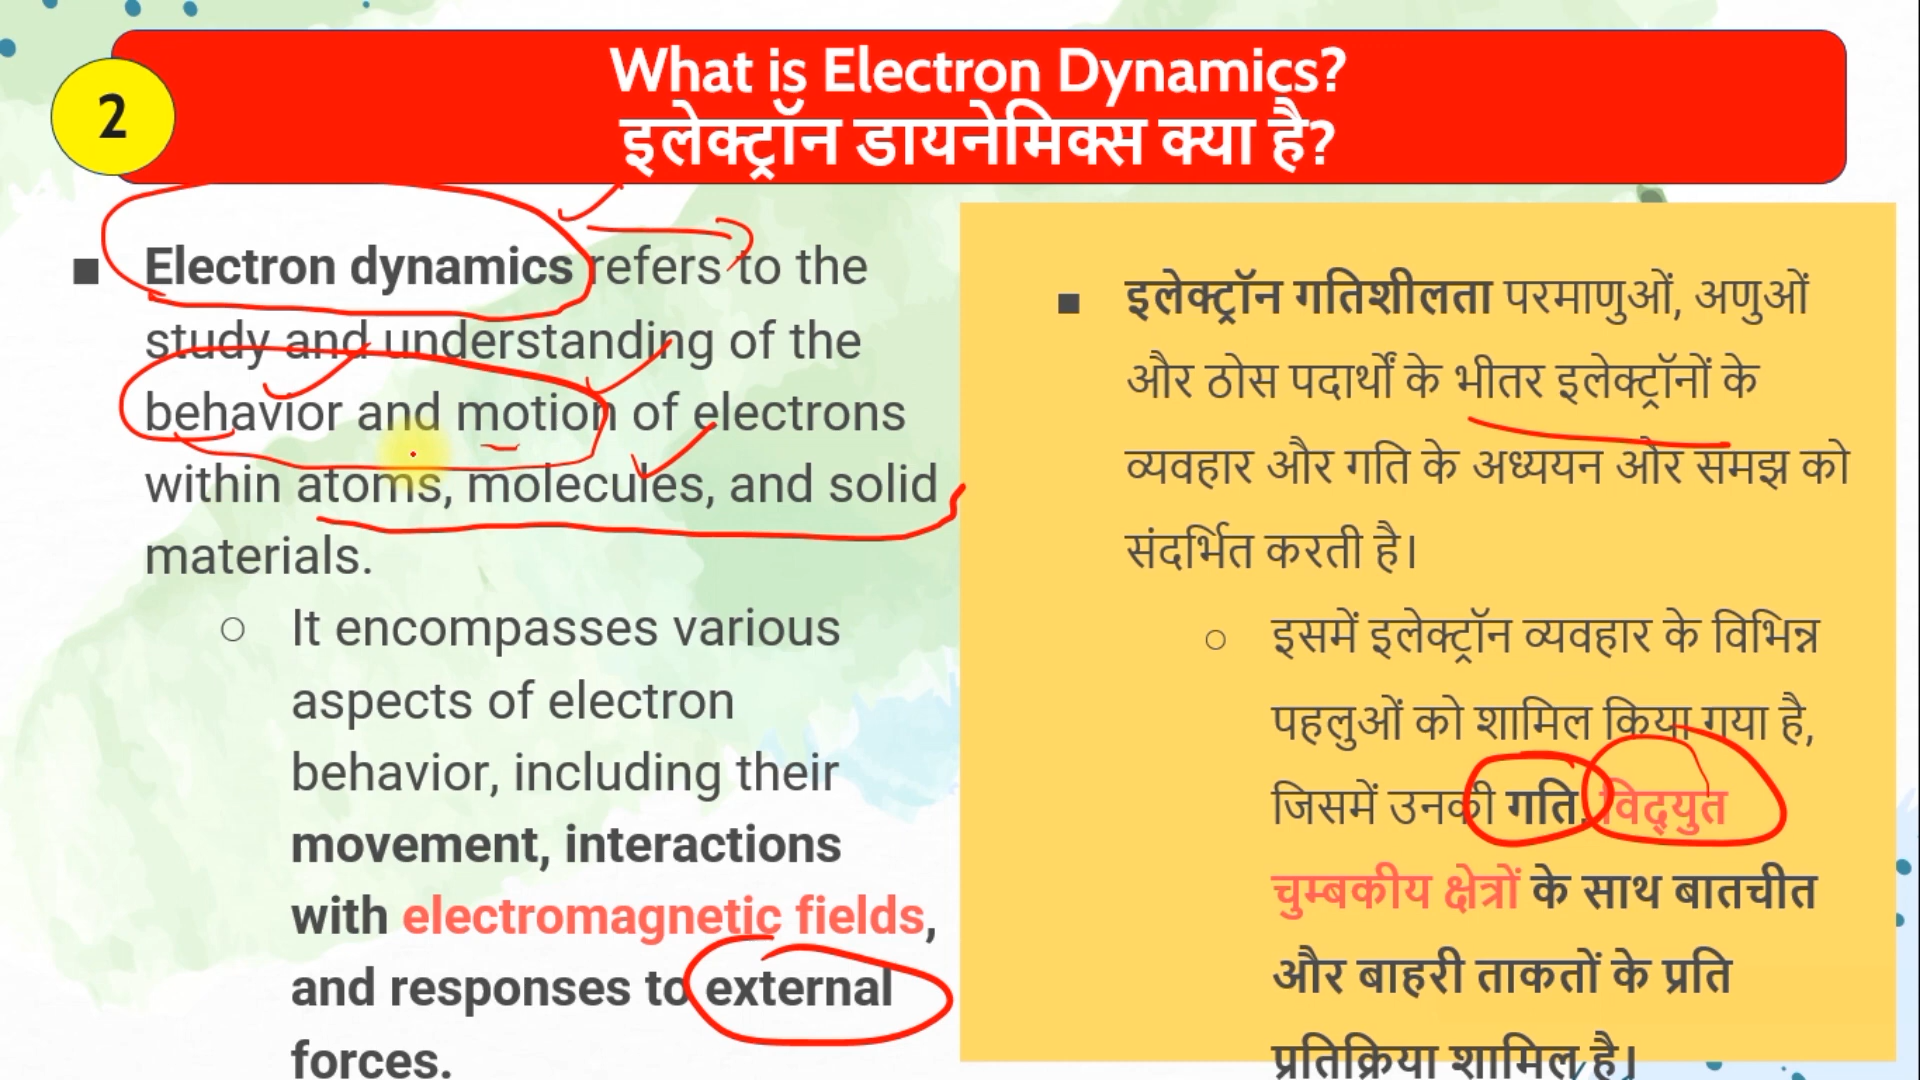 What is Electron Dynamics?
इलेक्ट्रॉन डायनेमिक्स क्या है?
2
■ Electron dynamics refers to the
study and understanding of the
behavior and motion of electrons
within atoms, molecules, and solid
materials.
○ It encompasses various
aspects of electron
behavior, including their
movement, interactions
with electromagnetic fields,
and responses to external
forces.
■ इलेक्ट्रॉन गतिशीलता परमाणुओं, अणुओं
और ठोस पदार्थों के भीतर इलेक्ट्रॉनों के
व्यवहार और गति के अध्ययन और समझ को
संदर्भित करती है।
○ इसमें इलेक्ट्रॉन व्यवहार के विभिन्न
पहलुओं को शामिल किया गया है,
जिसमें उनकी गति, विद्युत
चुम्बकीय क्षेत्रों के साथ बातचीत
और बाहरी ताकतों के प्रति
प्रतिक्रिया शामिल है।